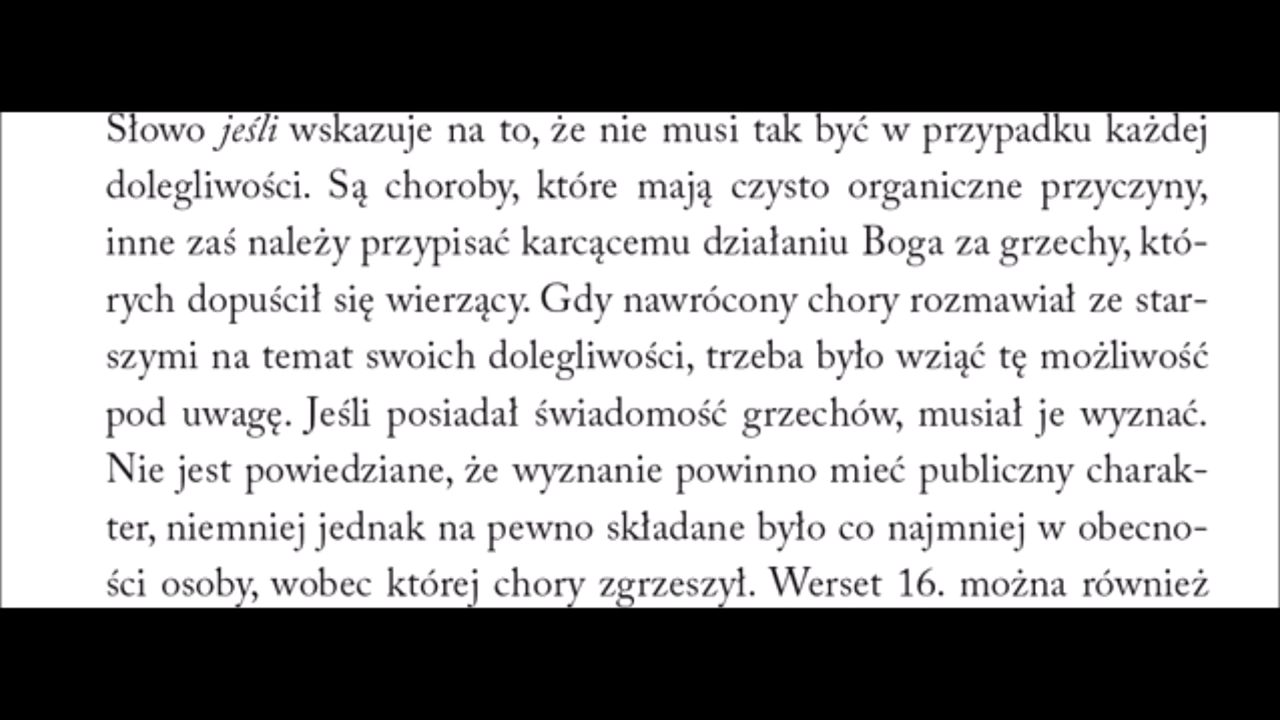 Słowo jeśli wskazuje na to, że nie musi tak być w przypadku każdej
dolegliwości. Są choroby, które mają czysto organiczne przyczyny,
inne zaś należy przypisać karcącemu działaniu Boga za grzechy, któ-
rych dopuścił się wierzący. Gdy nawrócony chory rozmawiał ze star-
szymi na temat swoich dolegliwości, trzeba było wziąć tę możliwość
pod uwagę. Jeśli posiadał świadomość grzechów, musiał je wyznać.
Nie jest powiedziane, że wyznanie powinno mieć publiczny charak-
ter, niemniej jednak na pewno składane było co najmniej w obecno-
ści osoby, wobec której chory zgrzeszył. Werset 16. można również